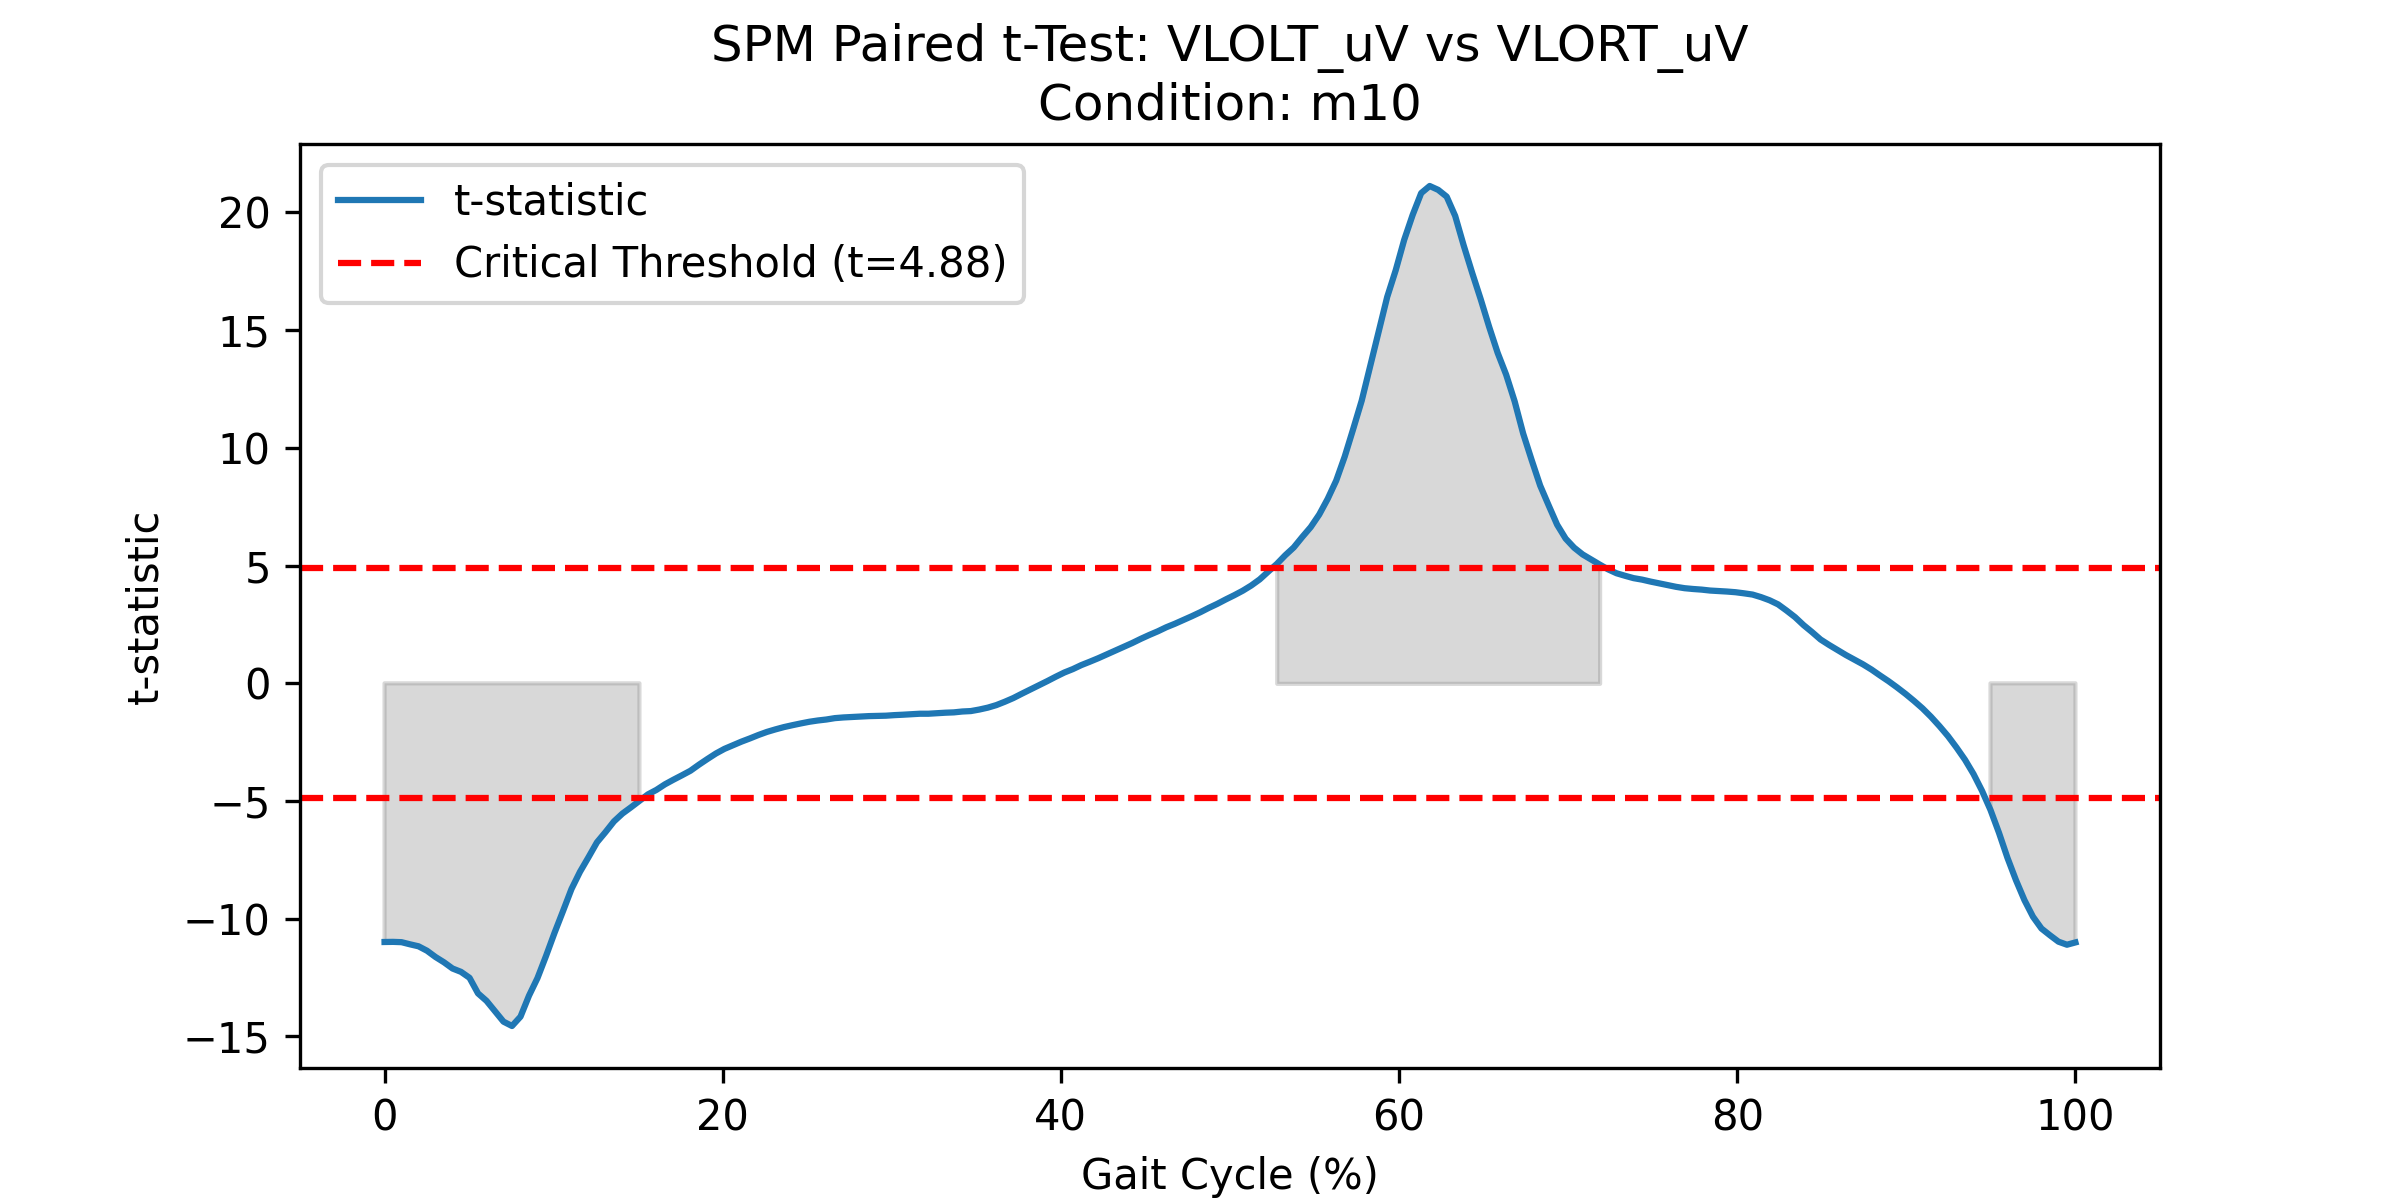 SPM Paired t-Test: VLOLT_uV vs VLORT_uV
Condition: m10
t-statistic
Critical Threshold (t=4.88)
20
15
10
5
0
−5
−10
−15
t-statistic
0 20 40 60 80 100
Gait Cycle (%)